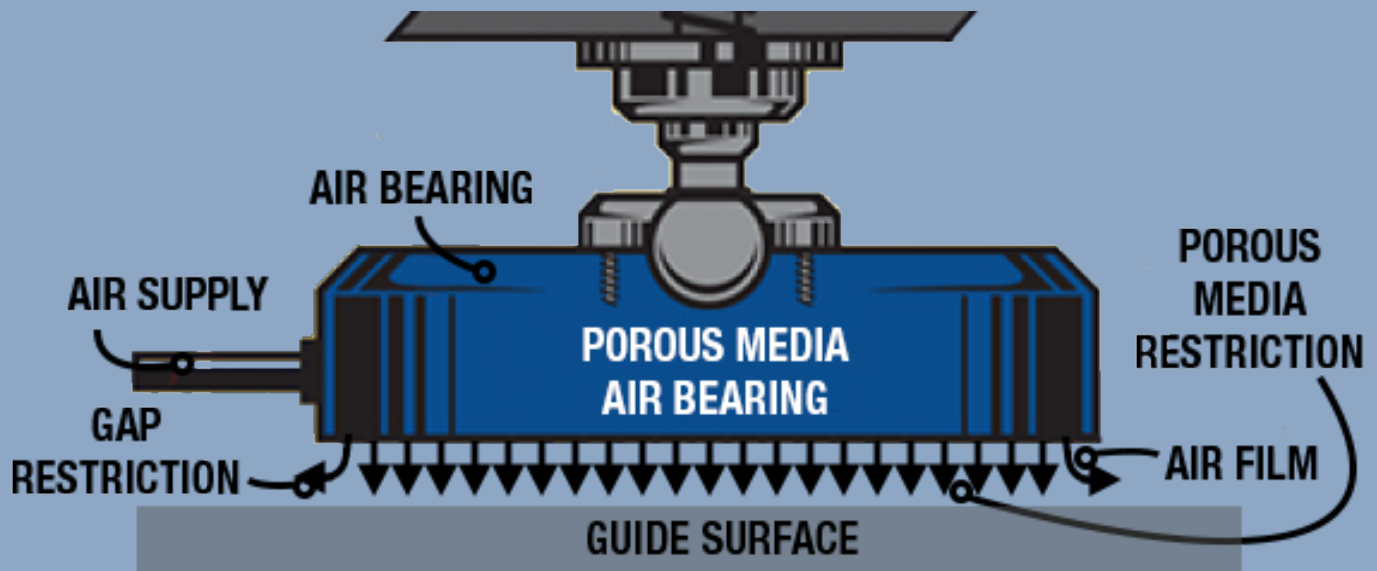 AIR BEARING
AIR SUPPLY
POROUS
MEDIA
RESTRICTION
POROUS MEDIA
AIR BEARING
GAP
RESTRICTION
AIR FILM
GUIDE SURFACE